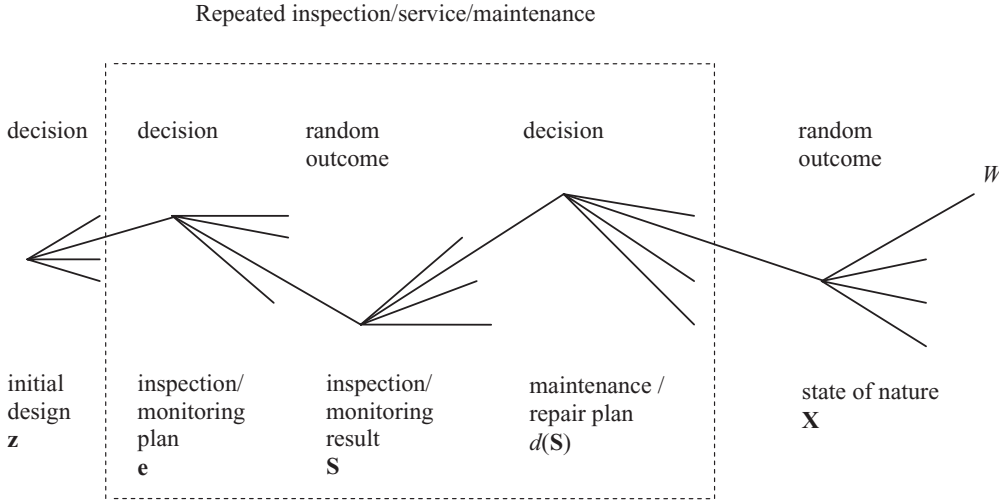 Repeated inspection/service/maintenance
decision
decision
random
outcome
decision
random
outcome
W
initial
design
z
inspection/
monitoring
plan
e
inspection/
monitoring
result
S
maintenance /
repair plan
d(S)
state of nature
X